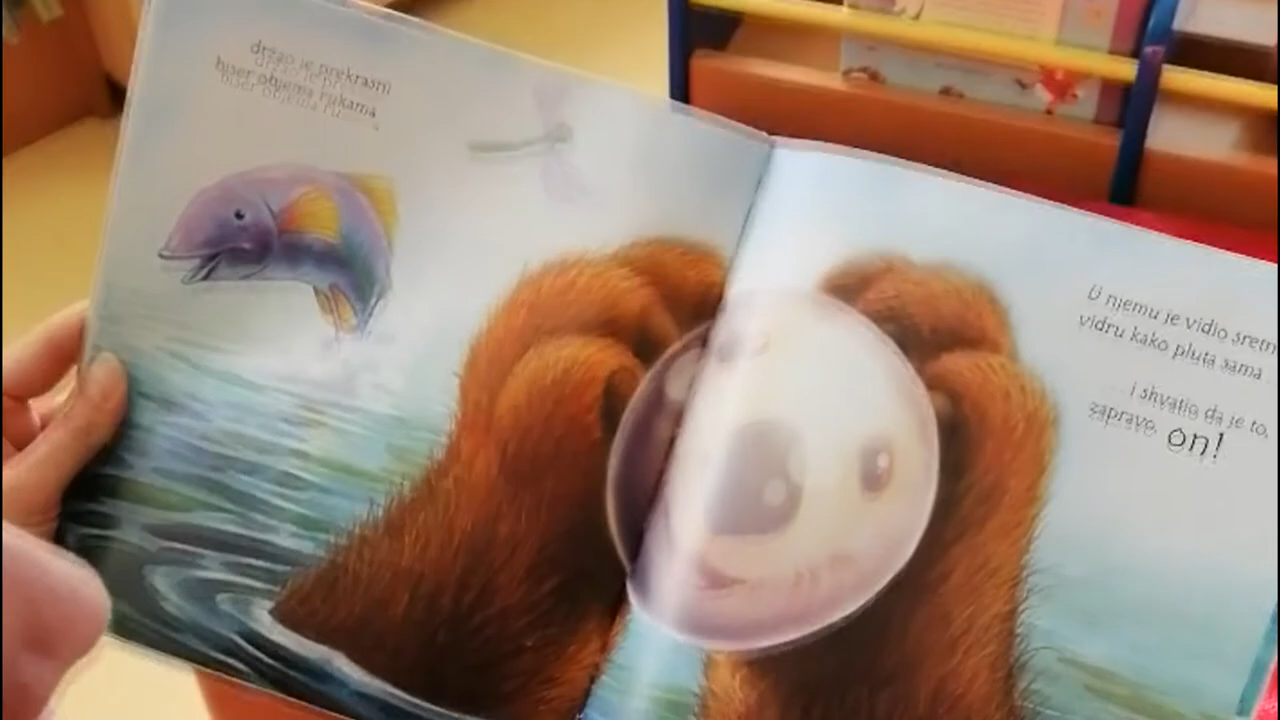 držao je prekrasni
biser objema rukama
U njemu je vidio sretn
vidru kako pluta sama
i shvatio da je to,
zapravo, on!